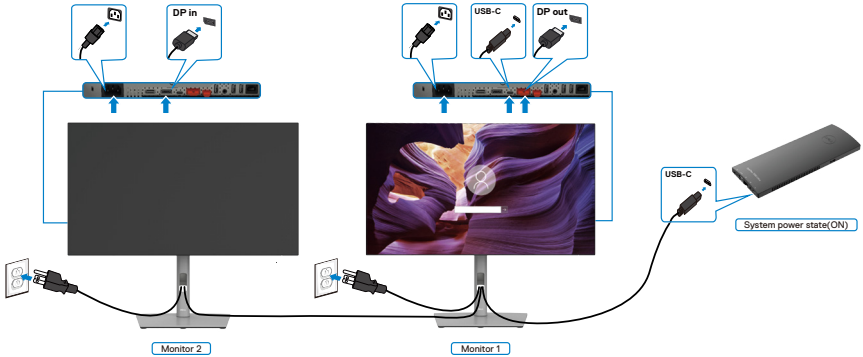 DP in
USB-C
DP out
USB-C
System power state(ON)
Monitor 2
Monitor 1